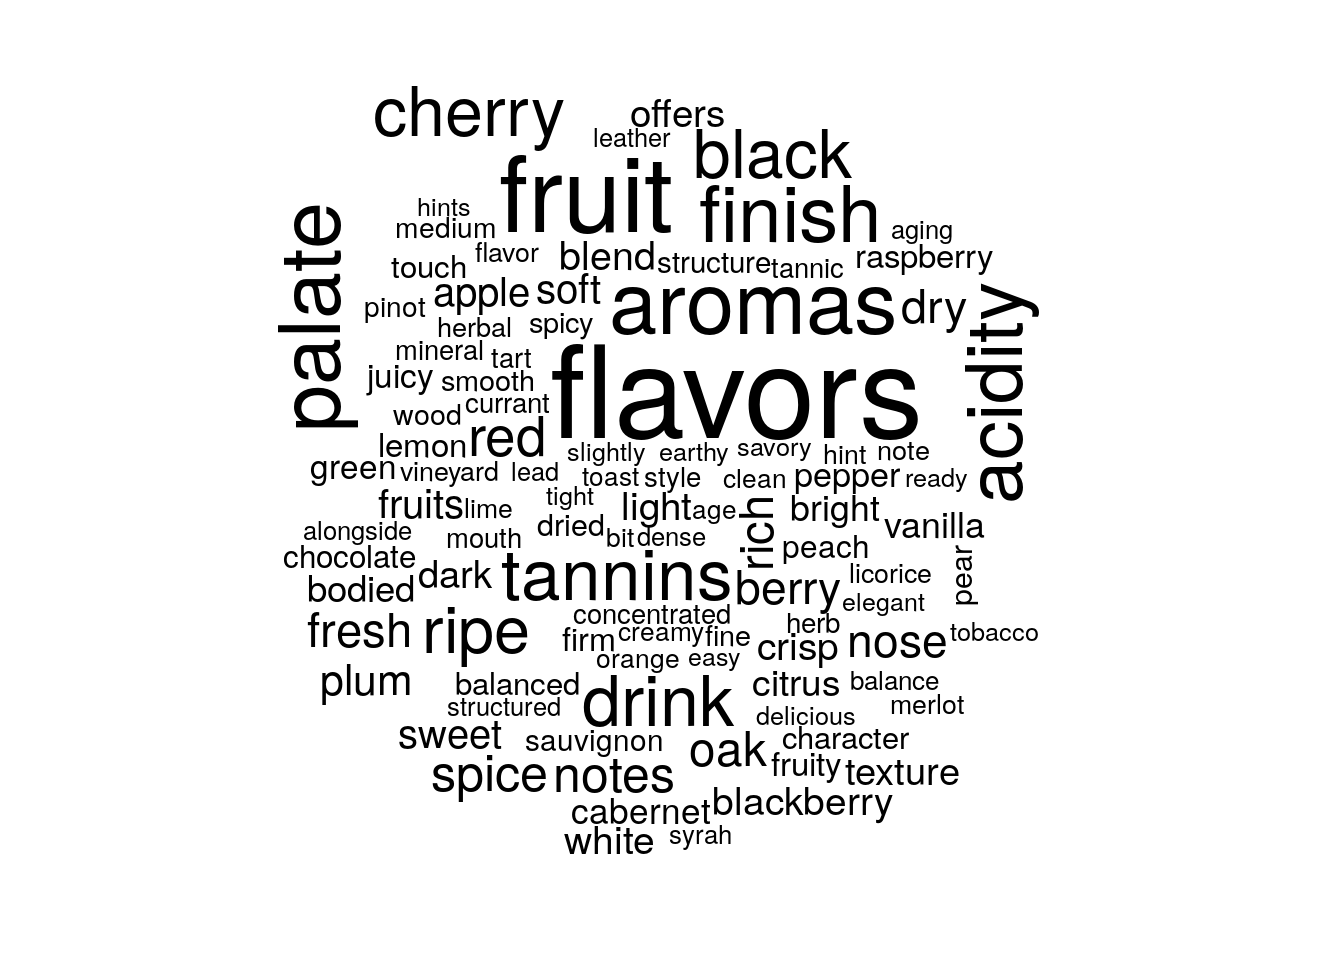 cherry
offers
leather
black
fruit
palate
hints
finish
medium
aging
flavor
blend
structure
tannic
raspberry
touch
apple
soft
aromas
dry
acidity
pinot
herbal
spicy
mineral
tart
flavors
juicy
smooth
wood
currant
lemon
red
slightly
earthy
savory
hint
note
green
vineyard
lead
toast
style
clean
pepper
ready
fruits
lime
tight
light
age
rich
bright
vanilla
alongside
mouth
dried
bit
dense
peach
chocolate
pear
bodied
dark
tannins
berry
licorice
elegant
concentrated
fresh
ripe
firm
creamy
fine
herb
crisp
nose
tobacco
orange
easy
plum
balanced
drink
citrus
balance
structured
delicious
merlot
sweet
sauvignon
oak
character
spice
notes
fruity
texture
cabernet
blackberry
white
syrah